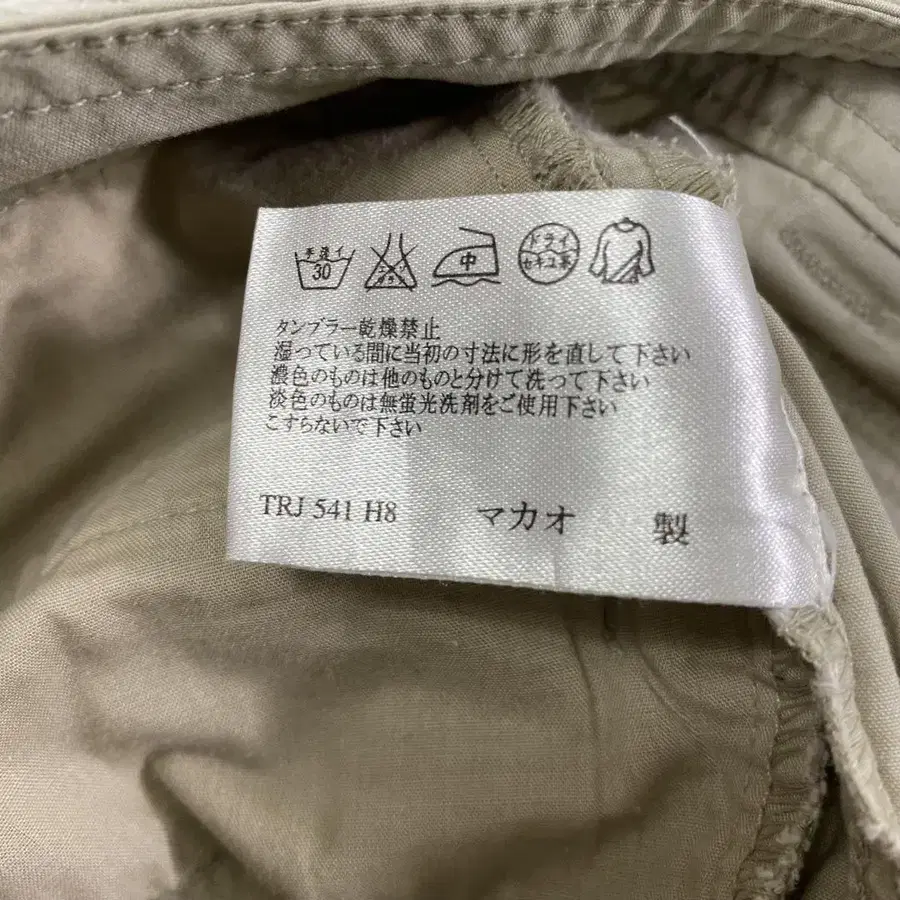 手洗イ
30
中
ドライ
セキユ系
タンブラー乾燥禁止
湿っている間に当初の寸法に形を直して下さい
濃色のものは他のものと分けて洗って下さい
淡色のものは無蛍光洗剤をご使用下さい
こすらないで下さい
TRJ 541 H8 マカオ 製